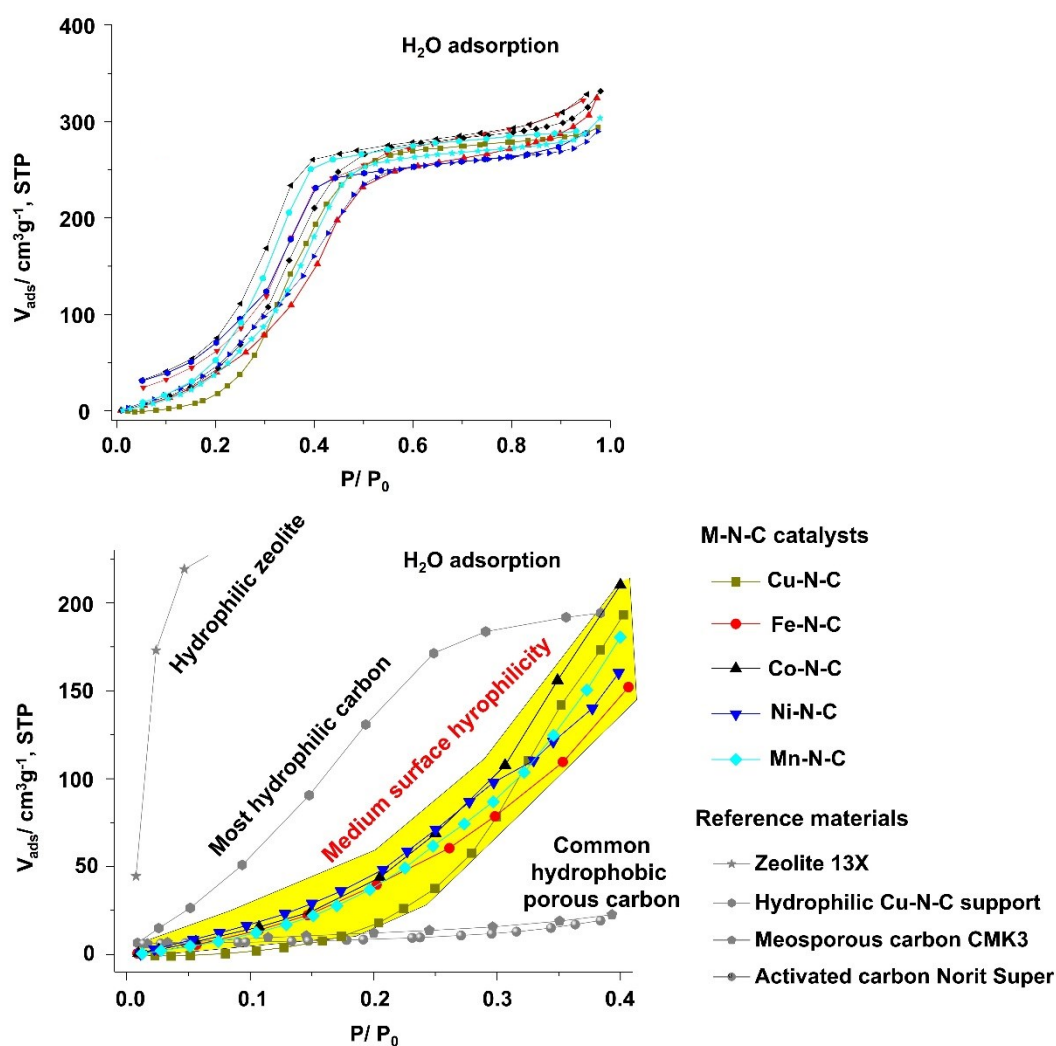 400
H₂O adsorption
300
200
100
0
V_ads/ cm³g⁻¹, STP
0.0 0.2 0.4 0.6 0.8 1.0
P/ P₀
Hydrophilic zeolite
H₂O adsorption
Most hydrophilic carbon
Medium surface hyrophilicity
Common
hydrophobic
porous carbon
200
150
100
50
0
V_ads/ cm³g⁻¹, STP
0.0 0.1 0.2 0.3 0.4
P/ P₀
M-N-C catalysts
Cu-N-C
Fe-N-C
Co-N-C
Ni-N-C
Mn-N-C
Reference materials
Zeolite 13X
Hydrophilic Cu-N-C support
Meosporous carbon CMK3
Activated carbon Norit Super